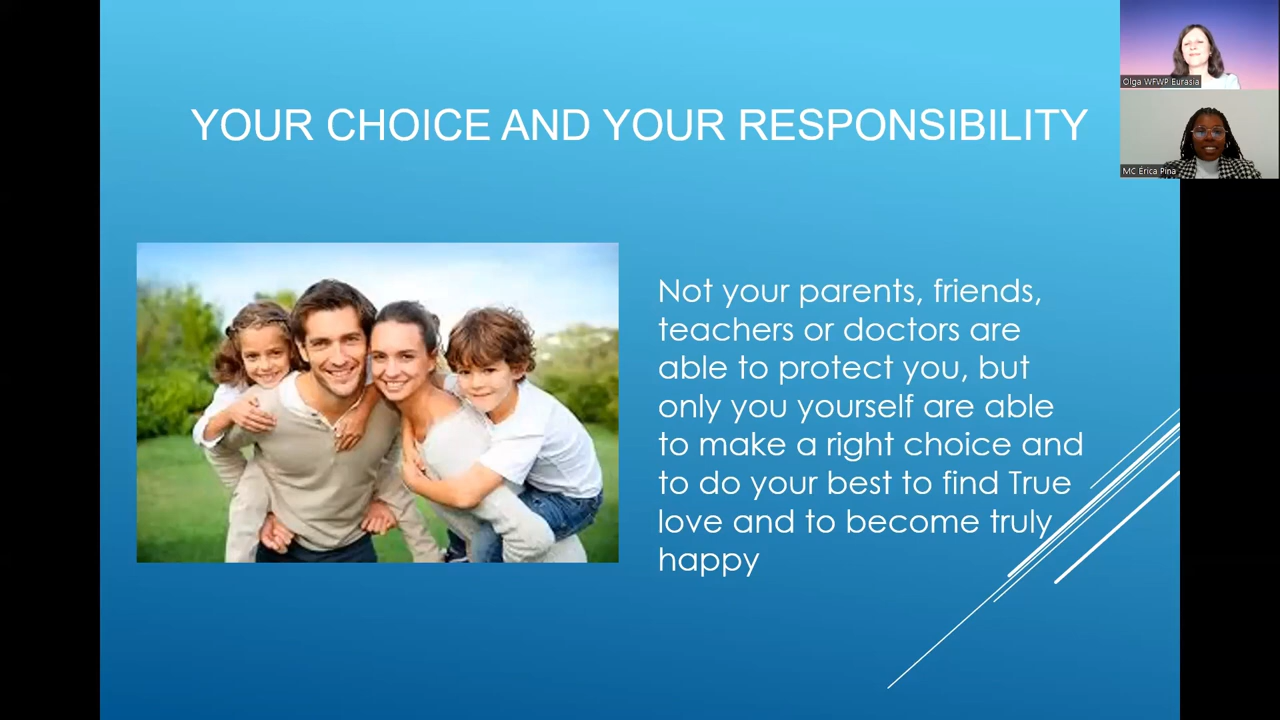 YOUR CHOICE AND YOUR RESPONSIBILITY
Not your parents, friends,
teachers or doctors are
able to protect you, but
only you yourself are able
to make a right choice and
to do your best to find True
love and to become truly
happy
Olga WFWP Eurasia
MC Erica Pina